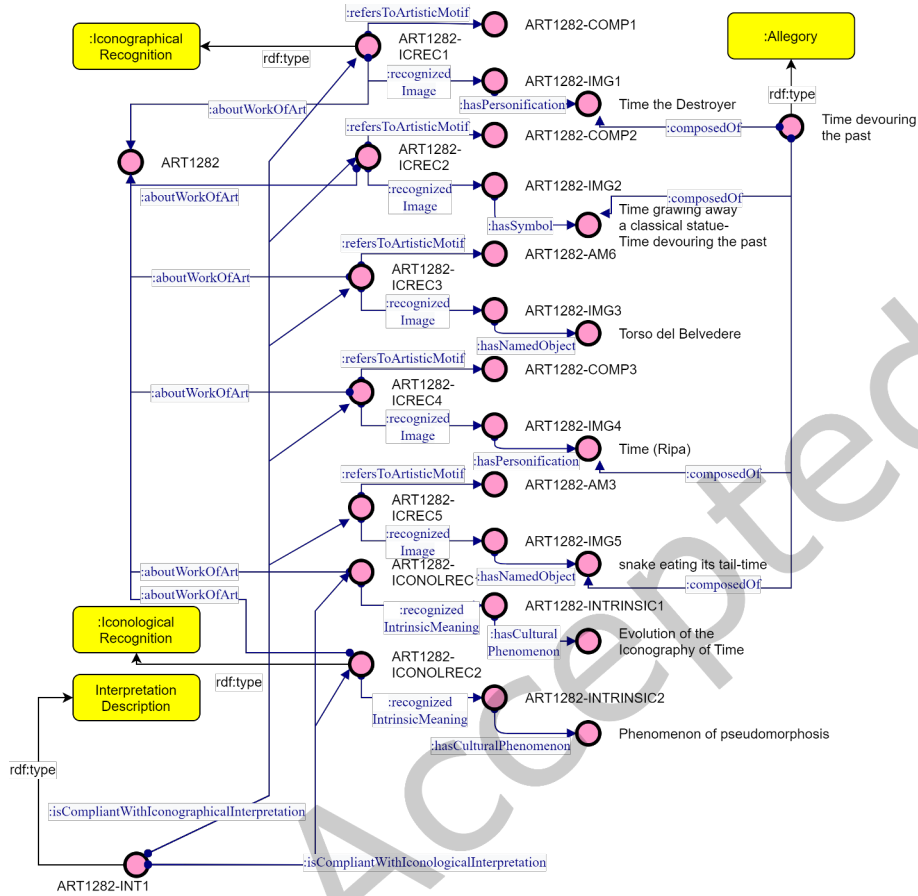 :refersToArtisticMotif
ART1282-COMP1
:Iconographical
Recognition
rdf:type
ART1282-
ICREC1
:recognized
Image
ART1282-IMG1
:Allegory
rdf:type
:aboutWorkOfArt
:hasPersonification
Time the Destroyer
:composedOf
Time devouring
the past
:refersToArtisticMotif
ART1282-COMP2
ART1282
ART1282-
ICREC2
:aboutWorkOfArt
:recognized
Image
ART1282-IMG2
:composedOf
:hasSymbol
Time grawing away
a classical statue-
Time devouring the past
:refersToArtisticMotif
ART1282-AM6
:aboutWorkOfArt
ART1282-
ICREC3
:recognized
Image
ART1282-IMG3
:hasNamedObject
Torso del Belvedere
:refersToArtisticMotif
ART1282-COMP3
:aboutWorkOfArt
ART1282-
ICREC4
:recognized
Image
ART1282-IMG4
:hasPersonification
Time (Ripa)
:composedOf
:refersToArtisticMotif
ART1282-AM3
ART1282-
ICREC5
:recognized
Image
ART1282-IMG5
:aboutWorkOfArt
ART1282-
ICONOLREC
:hasNamedObject
snake eating its tail-time
:composedOf
:aboutWorkOfArt
:recognized
IntrinsicMeaning
ART1282-INTRINSIC1
:hasCultural
Phenomenon
Evolution of the
Iconography of Time
:Iconological
Recognition
rdf:type
ART1282-
ICONOLREC2
:recognized
IntrinsicMeaning
ART1282-INTRINSIC2
:hasCulturalPhenomenon
Phenomenon of pseudomorphosis
Interpretation
Description
rdf:type
:isCompliantWithIconographicalInterpretation
:isCompliantWithIconologicalInterpretation
ART1282-INT1
Accepted